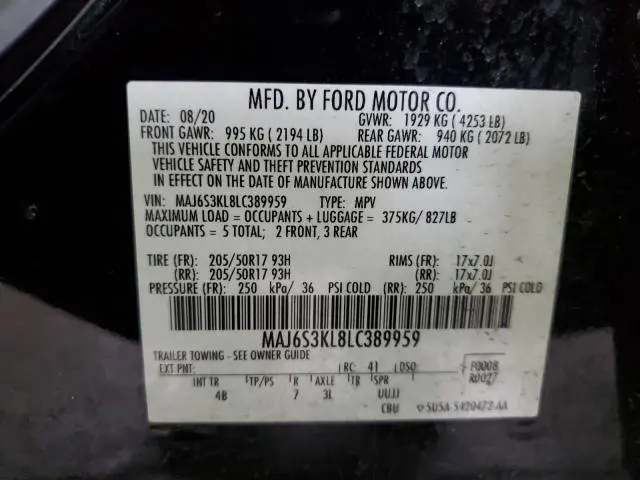 MFD. BY FORD MOTOR CO.
DATE: 08/20 GVWR: 1929 KG ( 4253 LB)
FRONT GAWR: 995 KG ( 2194 LB) REAR GAWR: 940 KG ( 2072 LB)
THIS VEHICLE CONFORMS TO ALL APPLICABLE FEDERAL MOTOR
VEHICLE SAFETY AND THEFT PREVENTION STANDARDS
IN EFFECT ON THE DATE OF MANUFACTURE SHOWN ABOVE.
VIN: MAJ6S3KL8LC389959 TYPE: MPV
MAXIMUM LOAD = OCCUPANTS + LUGGAGE = 375KG/ 827LB
OCCUPANTS = 5 TOTAL; 2 FRONT, 3 REAR
TIRE (FR): 205/50R17 93H RIMS (FR): 17x7.0J
(RR): 205/50R17 93H (RR): 17x7.0J
PRESSURE (FR): 250 kPa/ 36 PSI COLD (RR): 250 kPa/ 36 PSI COLD
MAJ6S3KL8LC389959
TRAILER TOWING - SEE OWNER GUIDE
EXT PNT: RC: 41 DSO: F0008
R0027
INT TR TP/PS R AXLE TR SPR
4B 7 3L UUJJ
CBU